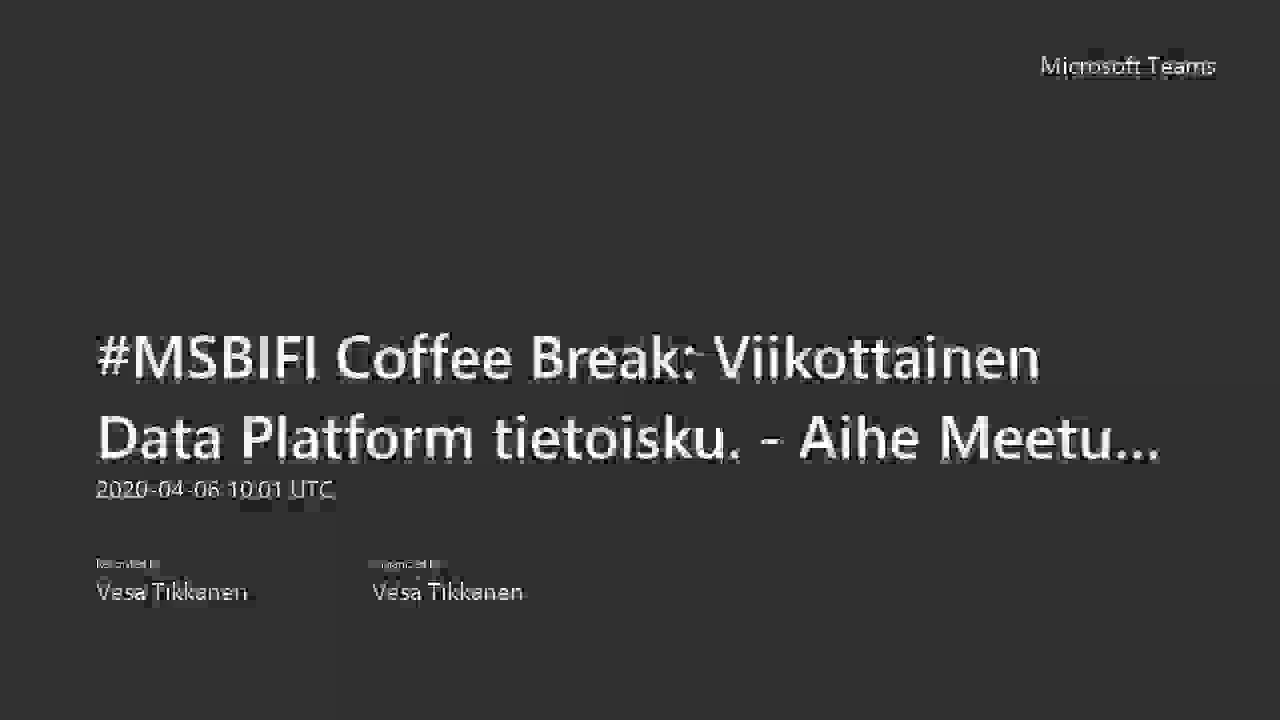 Microsoft Teams
#MSBIFI Coffee Break: Viikottainen
Data Platform tietoisku. - Aihe Meetu...
2020-04-06 10:01 UTC
Vesa Tikkanen
Vesa Tikkanen